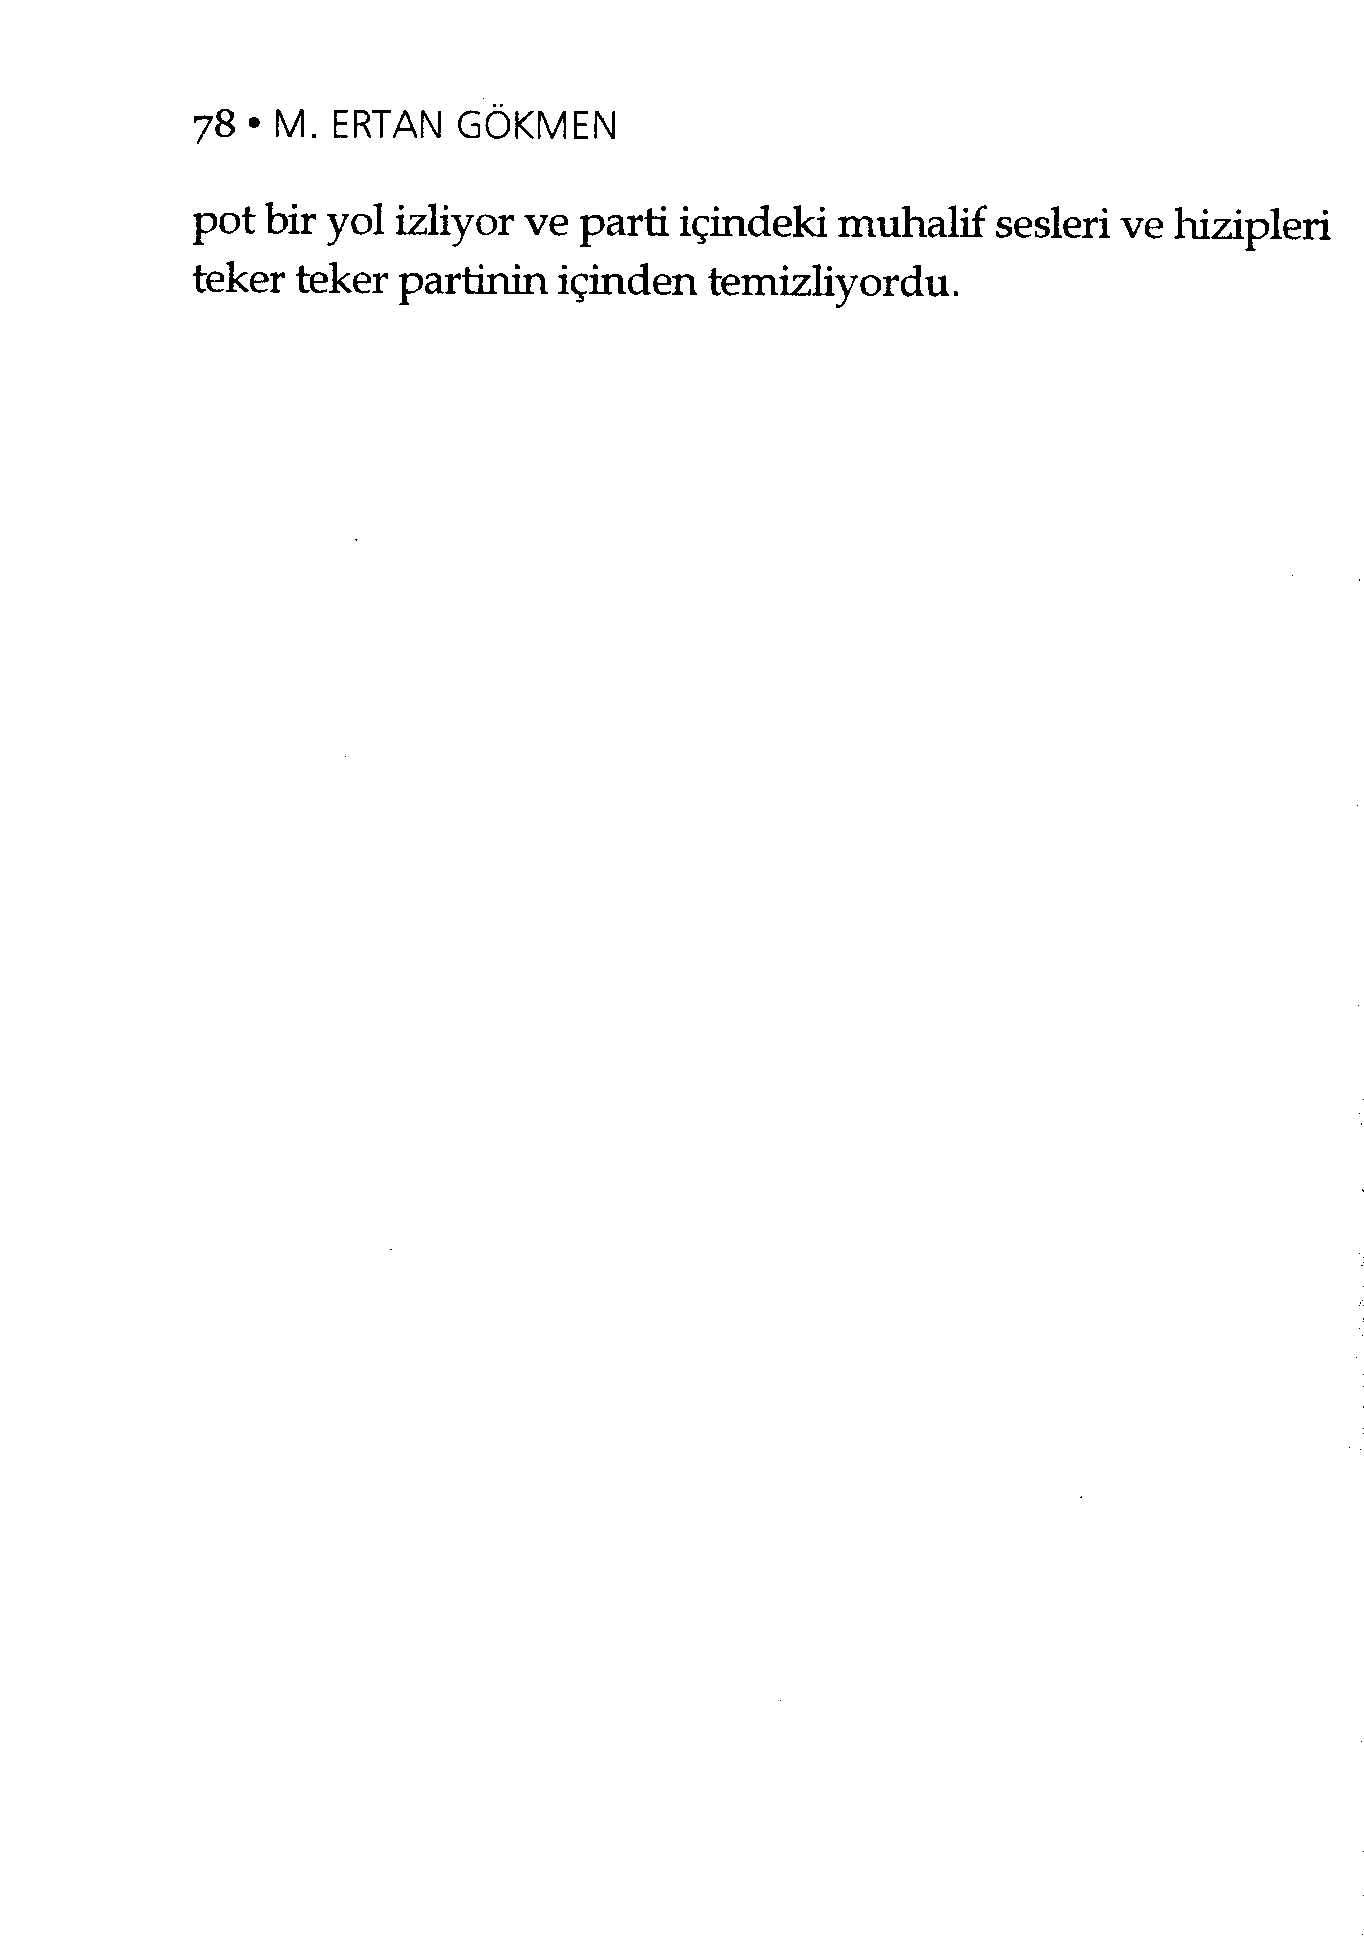 78 • M. ERTAN GÖKMEN
pot bir yol izliyor ve parti içindeki muhalif sesleri ve hizipleri
teker teker partinin içinden temizliyordu.